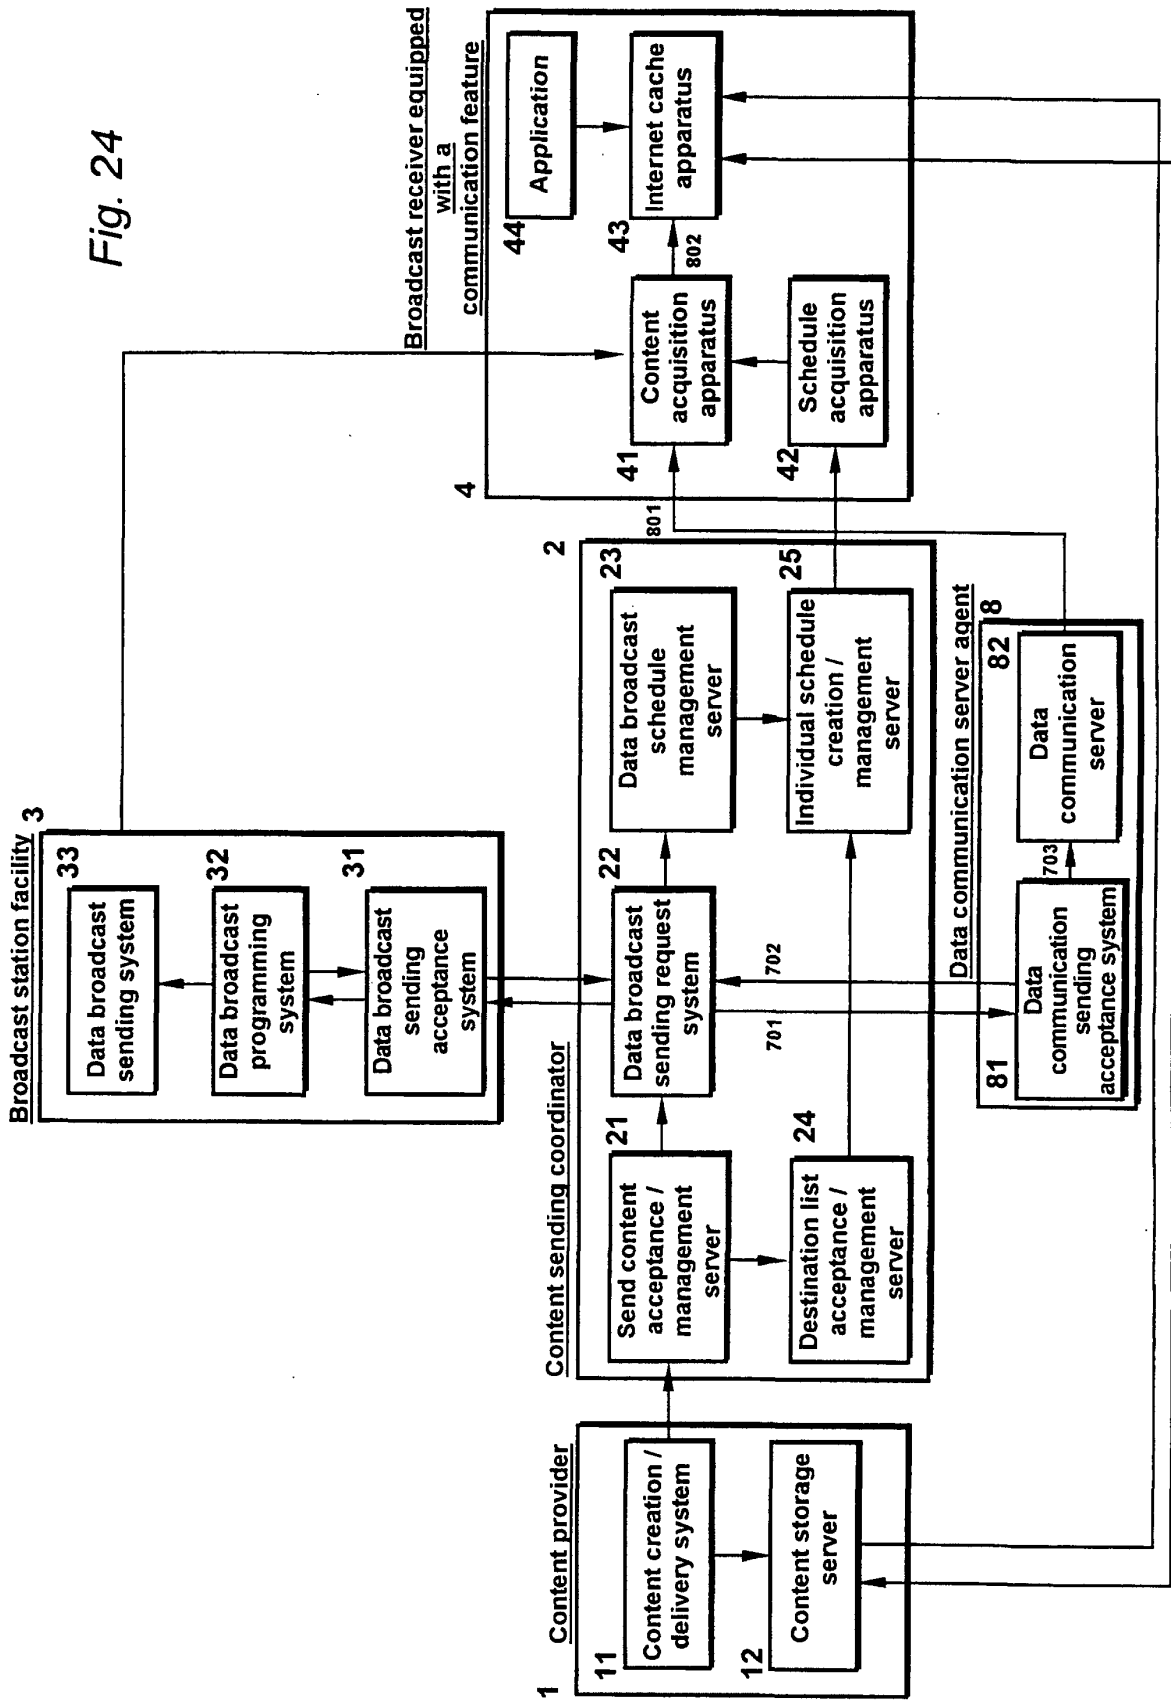 Fig. 24
Broadcast station facility
3
33
Data broadcast
sending system
32
Data broadcast
programming
system
31
Data broadcast
sending
acceptance
system
Broadcast receiver equipped
with a
communication feature
4
44
Application
43
Internet cache
apparatus
802
41
Content
acquisition
apparatus
42
Schedule
acquisition
apparatus
801
Content sending coordinator
2
21
Send content
acceptance /
management
server
22
Data broadcast
sending request
system
23
Data broadcast
schedule
management
server
24
Destination list
acceptance /
management
server
25
Individual schedule
creation /
management
server
701
702
Content provider
1
11
Content creation /
delivery system
12
Content storage
server
Data communication server agent
8
81
Data
communication
sending
acceptance system
703
82
Data
communication
server